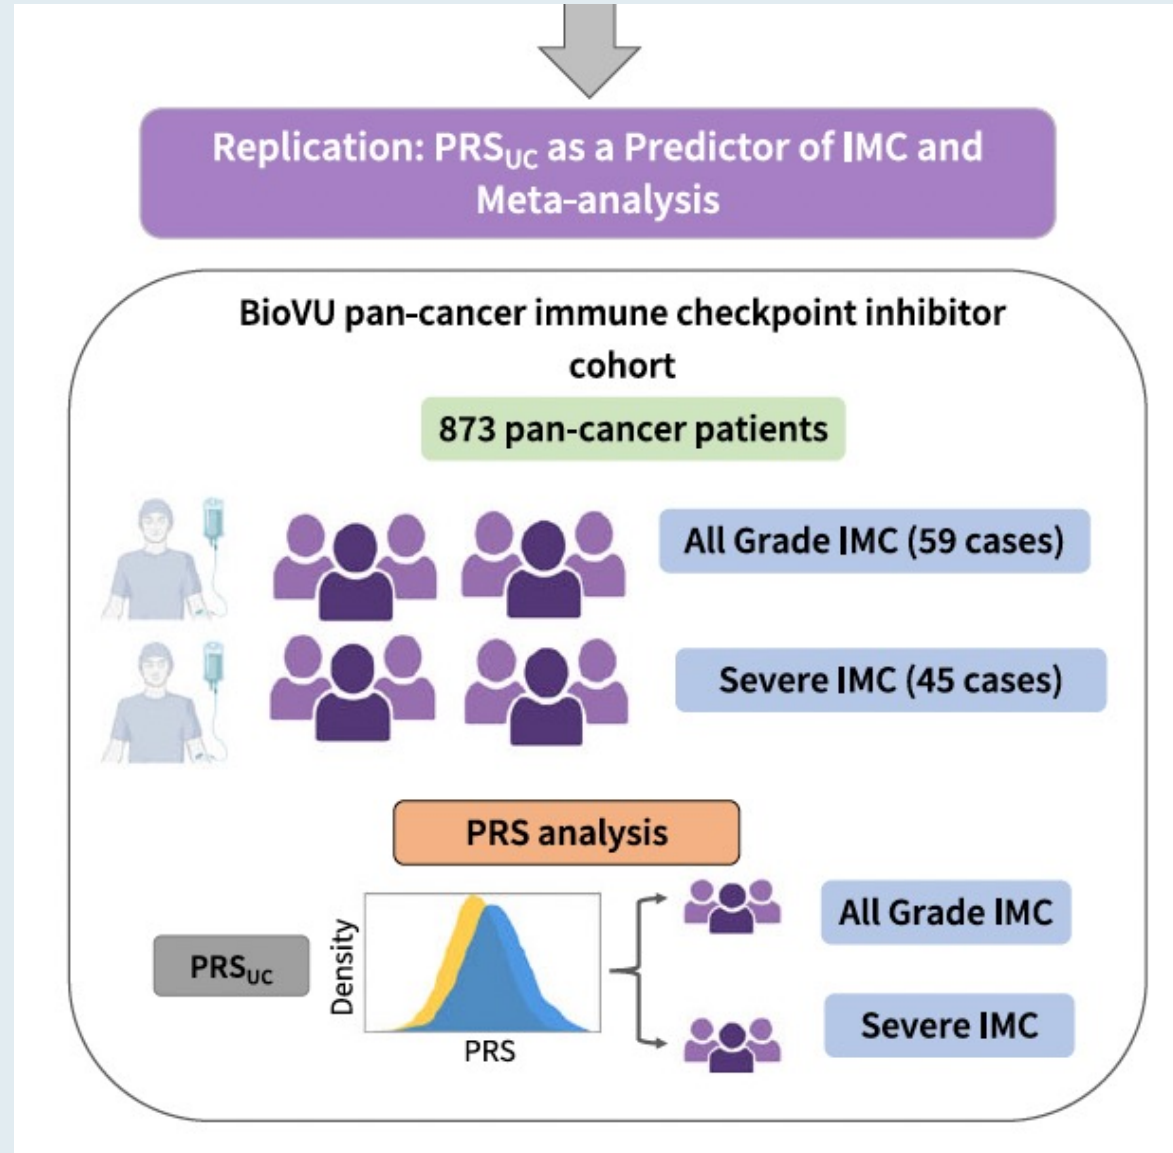 Replication: PRSUC as a Predictor of IMC and
Meta-analysis
BioVU pan-cancer immune checkpoint inhibitor
cohort
873 pan-cancer patients
All Grade IMC (59 cases)
Severe IMC (45 cases)
PRS analysis
PRSUC
Density
PRS
All Grade IMC
Severe IMC